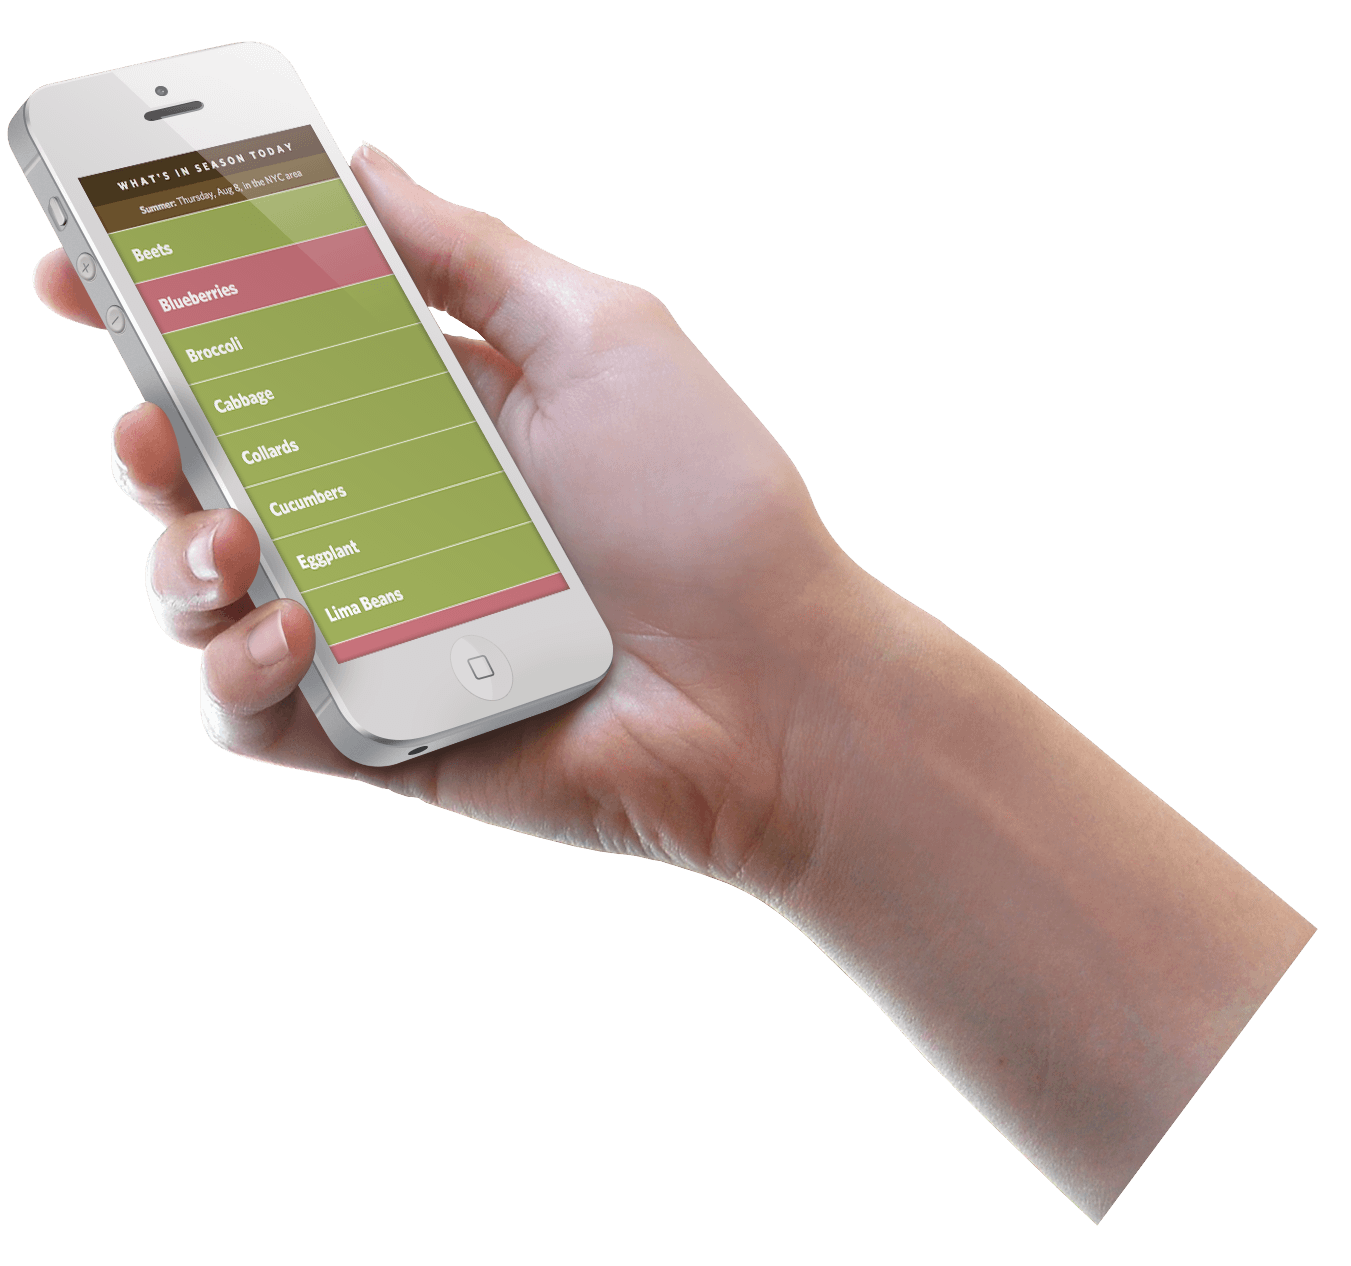 WHAT'S IN SEASON TODAY
Summer: Thursday, Aug 8, in the NYC area
Beets
Blueberries
Broccoli
Cabbage
Collards
Cucumbers
Eggplant
Lima Beans